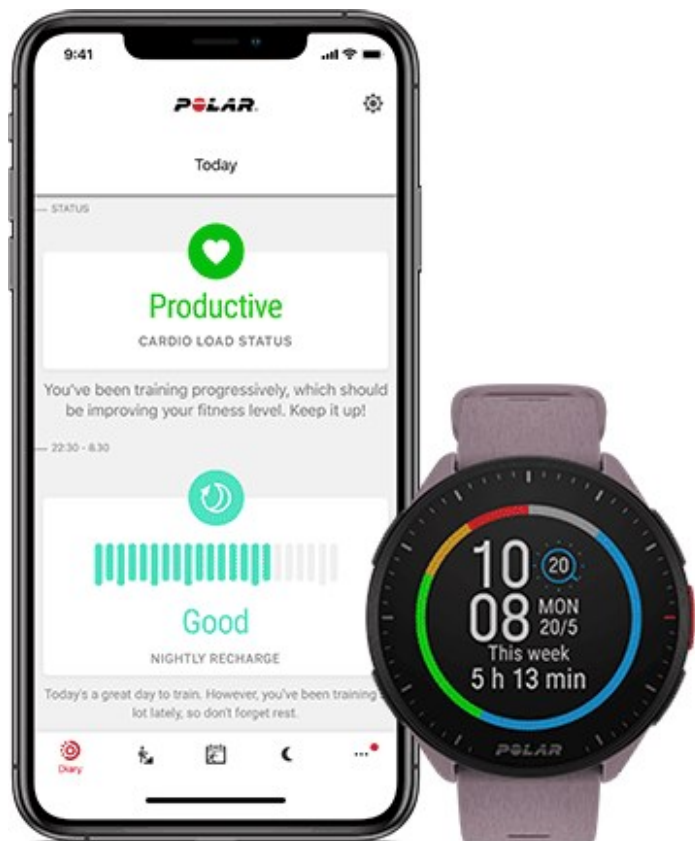 9:41
POLAR
Today
STATUS
Productive
CARDIO LOAD STATUS
You've been training progressively, which should
be improving your fitness level. Keep it up!
22:30 - 6.30
Good
NIGHTLY RECHARGE
Today's a great day to train. However, you've been training
lot lately, so don't forget rest.
Diary
10 20
08 MON
20/5
This week
5 h 13 min
POLAR